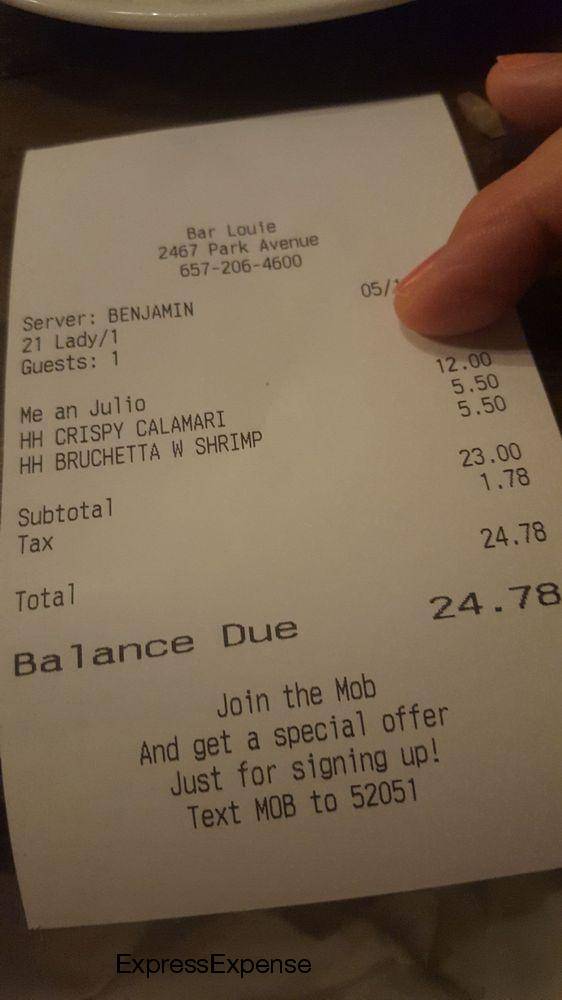 Bar Louie
2467 Park Avenue
657-206-4600
Server: BENJAMIN
21 Lady/1
Guests: 1
Me an Julio 12.00
HH CRISPY CALAMARI 5.50
HH BRUCHETTA W SHRIMP 5.50
Subtotal 23.00
Tax 1.78
Total 24.78
Balance Due 24.78
Join the Mob
And get a special offer
Just for signing up!
Text MOB to 52051
ExpressExpense